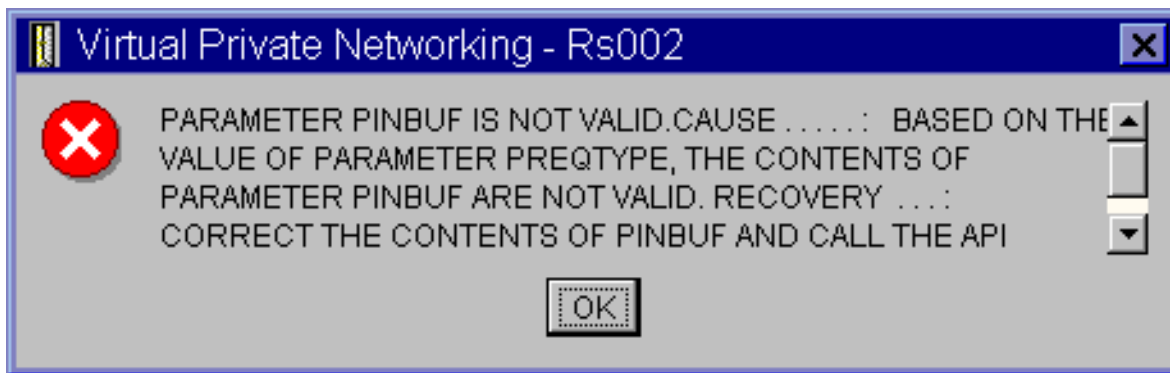 Virtual Private Networking - Rs002
PARAMETER PINBUF IS NOT VALID.CAUSE .....: BASED ON THE
VALUE OF PARAMETER PREQTYPE, THE CONTENTS OF
PARAMETER PINBUF ARE NOT VALID. RECOVERY ...:
CORRECT THE CONTENTS OF PINBUF AND CALL THE API
OK